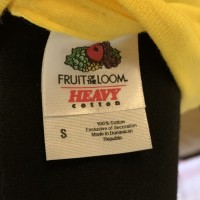 FRUIT OF THE LOOM.
HEAVY
cotton
S
100% Cotton
Exclusive of Decoration
Made in Dominican
Republic